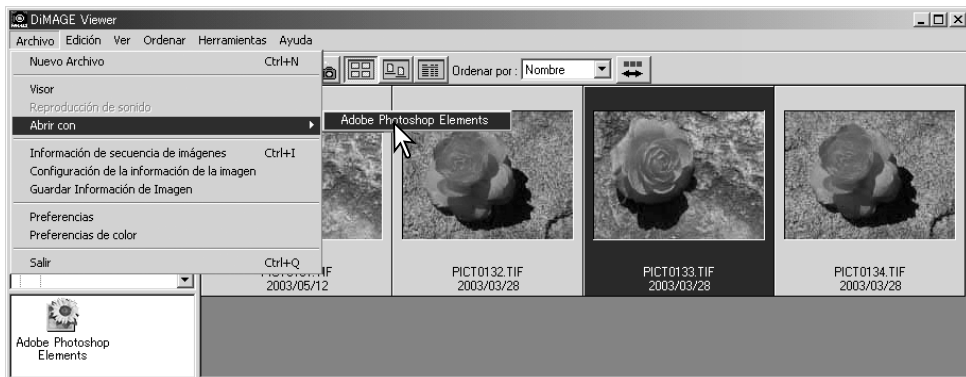 DiMAGE Viewer
Archivo Edición Ver Ordenar Herramientas Ayuda
Nuevo Archivo Ctrl+N
Ordenar por: Nombre
Visor
Reproducción de sonido
Abrir con
Adobe Photoshop Elements
Información de secuencia de imágenes Ctrl+I
Configuración de la información de la imagen
Guardar Información de Imagen
Preferencias
Preferencias de color
Salir Ctrl+Q
PICT0132.TIF
PICT0133.TIF
PICT0134.TIF
2003/05/12
2003/03/28
2003/03/28
2003/03/28
Adobe Photoshop
Elements